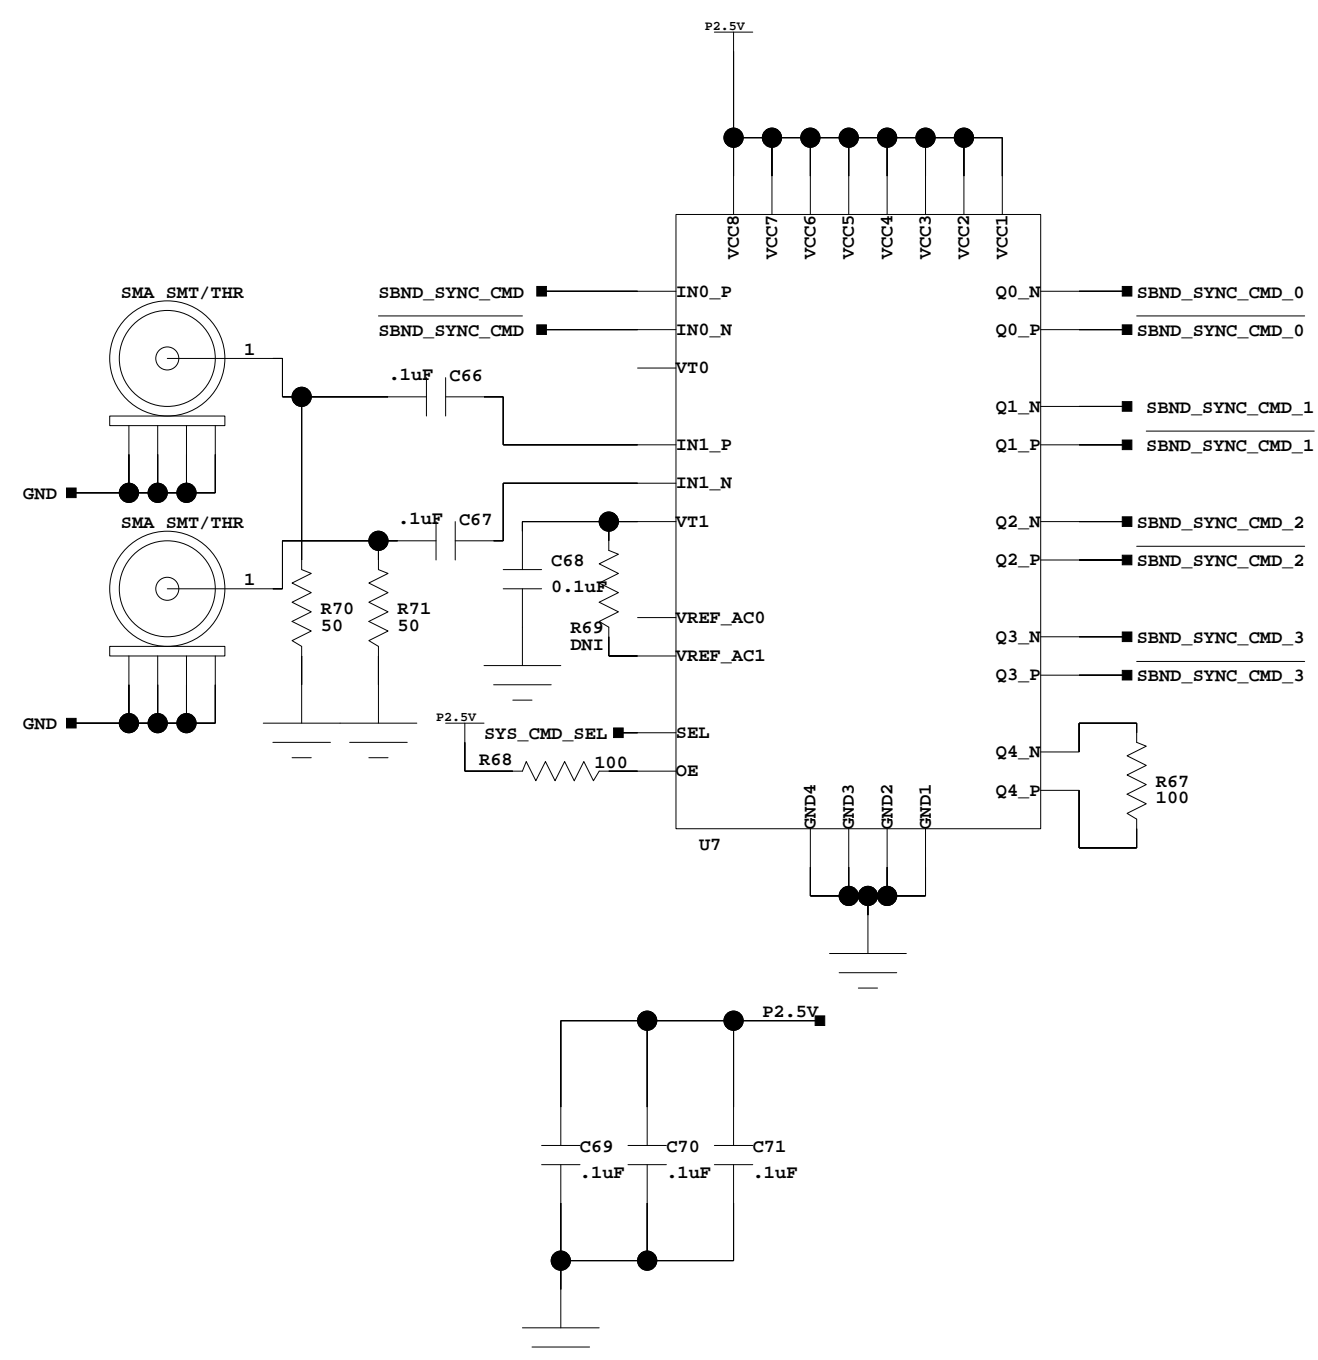 P2.5V
VCC8
VCC7
VCC6
VCC5
VCC4
VCC3
VCC2
VCC1
SMA SMT/THR
1
GND
SMA SMT/THR
1
GND
SBND_SYNC_CMD
SBND_SYNC_CMD
.1uF C66
.1uF C67
C68
0.1uF
R69
DNI
R70
50
R71
50
P2.5V
SYS_CMD_SEL
R68 100
IN0_P
IN0_N
VT0
IN1_P
IN1_N
VT1
VREF_AC0
VREF_AC1
SEL
OE
Q0_N
Q0_P
Q1_N
Q1_P
Q2_N
Q2_P
Q3_N
Q3_P
Q4_N
Q4_P
SBND_SYNC_CMD_0
SBND_SYNC_CMD_0
SBND_SYNC_CMD_1
SBND_SYNC_CMD_1
SBND_SYNC_CMD_2
SBND_SYNC_CMD_2
SBND_SYNC_CMD_3
SBND_SYNC_CMD_3
R67
100
GND4
GND3
GND2
GND1
U7
P2.5V
C69
.1uF
C70
.1uF
C71
.1uF